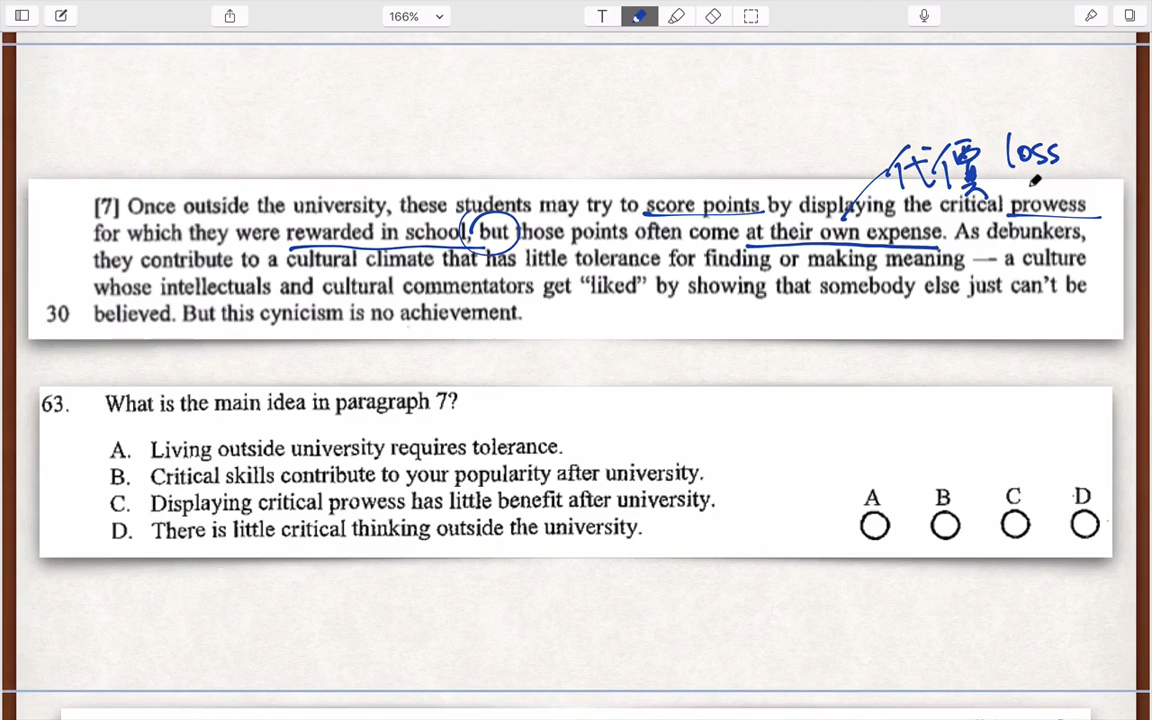 166%
T
代價 loss
[7] Once outside the university, these students may try to score points by displaying the critical prowess
for which they were rewarded in school, but those points often come at their own expense. As debunkers,
they contribute to a cultural climate that has little tolerance for finding or making meaning — a culture
whose intellectuals and cultural commentators get “liked” by showing that somebody else just can’t be
30 believed. But this cynicism is no achievement.
63. What is the main idea in paragraph 7?
A. Living outside university requires tolerance.
B. Critical skills contribute to your popularity after university.
C. Displaying critical prowess has little benefit after university.
D. There is little critical thinking outside the university.
A B C D